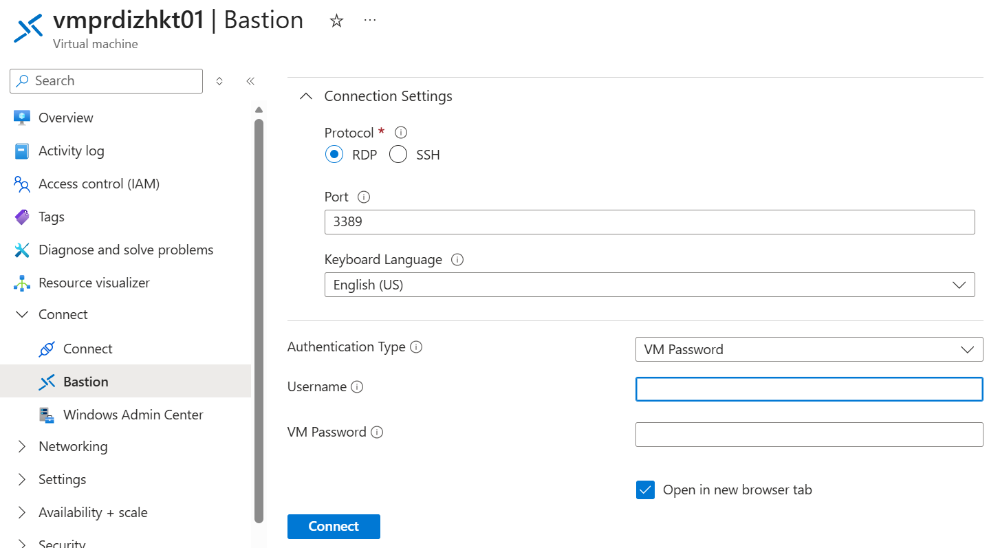 vmprdizhkt01 | Bastion
Virtual machine
Search
Overview
Activity log
Access control (IAM)
Tags
Diagnose and solve problems
Resource visualizer
Connect
Connect
Bastion
Windows Admin Center
Networking
Settings
Availability + scale
Security
Connection Settings
Protocol *
RDP SSH
Port
3389
Keyboard Language
English (US)
Authentication Type
VM Password
Username
VM Password
Open in new browser tab
Connect